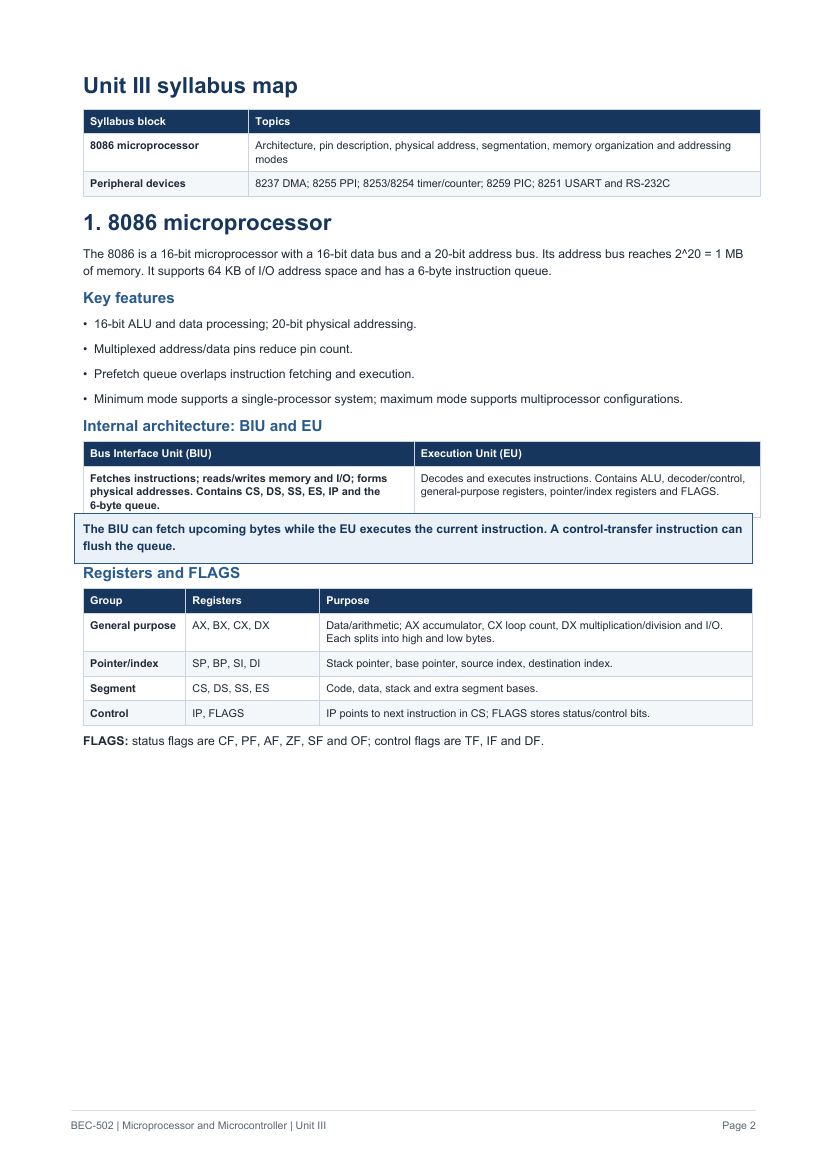 Unit III syllabus map
Syllabus block Topics
8086 microprocessor Architecture, pin description, physical address, segmentation, memory organization and addressing
modes
Peripheral devices 8237 DMA; 8255 PPI; 8253/8254 timer/counter; 8259 PIC; 8251 USART and RS-232C
1. 8086 microprocessor
The 8086 is a 16-bit microprocessor with a 16-bit data bus and a 20-bit address bus. Its address bus reaches 2^20 = 1 MB
of memory. It supports 64 KB of I/O address space and has a 6-byte instruction queue.
Key features
• 16-bit ALU and data processing; 20-bit physical addressing.
• Multiplexed address/data pins reduce pin count.
• Prefetch queue overlaps instruction fetching and execution.
• Minimum mode supports a single-processor system; maximum mode supports multiprocessor configurations.
Internal architecture: BIU and EU
Bus Interface Unit (BIU) Execution Unit (EU)
Fetches instructions; reads/writes memory and I/O; forms Decodes and executes instructions. Contains ALU, decoder/control,
physical addresses. Contains CS, DS, SS, ES, IP and the general-purpose registers, pointer/index registers and FLAGS.
6-byte queue.
The BIU can fetch upcoming bytes while the EU executes the current instruction. A control-transfer instruction can
flush the queue.
Registers and FLAGS
Group Registers Purpose
General purpose AX, BX, CX, DX Data/arithmetic; AX accumulator, CX loop count, DX multiplication/division and I/O.
Each splits into high and low bytes.
Pointer/index SP, BP, SI, DI Stack pointer, base pointer, source index, destination index.
Segment CS, DS, SS, ES Code, data, stack and extra segment bases.
Control IP, FLAGS IP points to next instruction in CS; FLAGS stores status/control bits.
FLAGS: status flags are CF, PF, AF, ZF, SF and OF; control flags are TF, IF and DF.
BEC-502 | Microprocessor and Microcontroller | Unit III Page 2